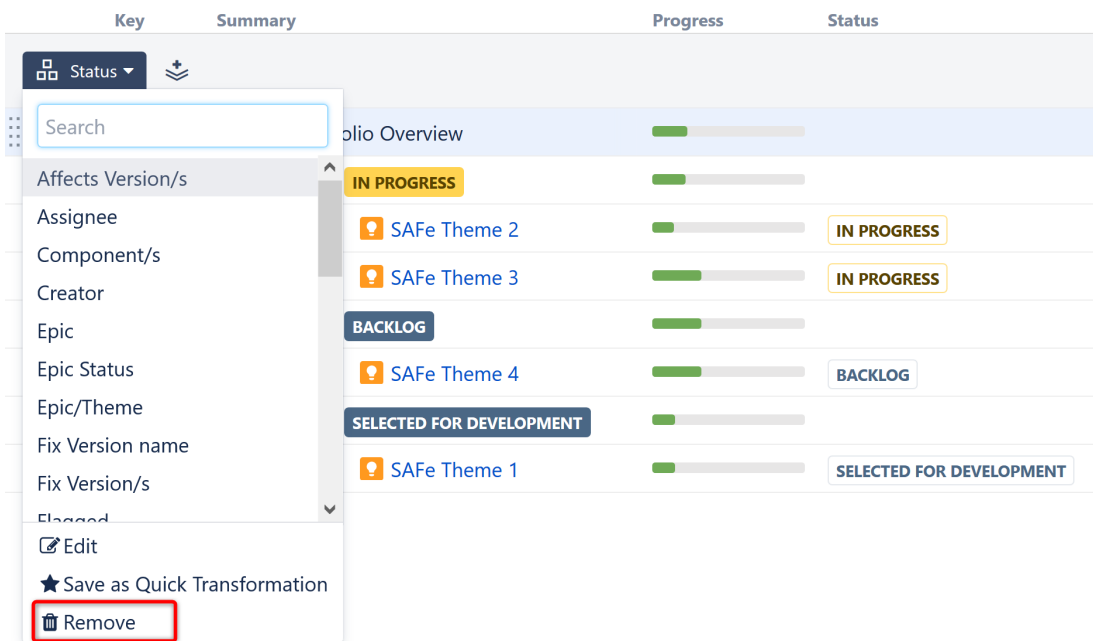 Key Summary Progress Status
Status
Search
olio Overview
Affects Version/s
IN PROGRESS
Assignee
SAFe Theme 2 IN PROGRESS
Component/s
SAFe Theme 3 IN PROGRESS
Creator
Epic
BACKLOG
Epic Status
SAFe Theme 4 BACKLOG
Epic/Theme
SELECTED FOR DEVELOPMENT
Fix Version name
SAFe Theme 1 SELECTED FOR DEVELOPMENT
Fix Version/s
Flagged
Edit
Save as Quick Transformation
Remove